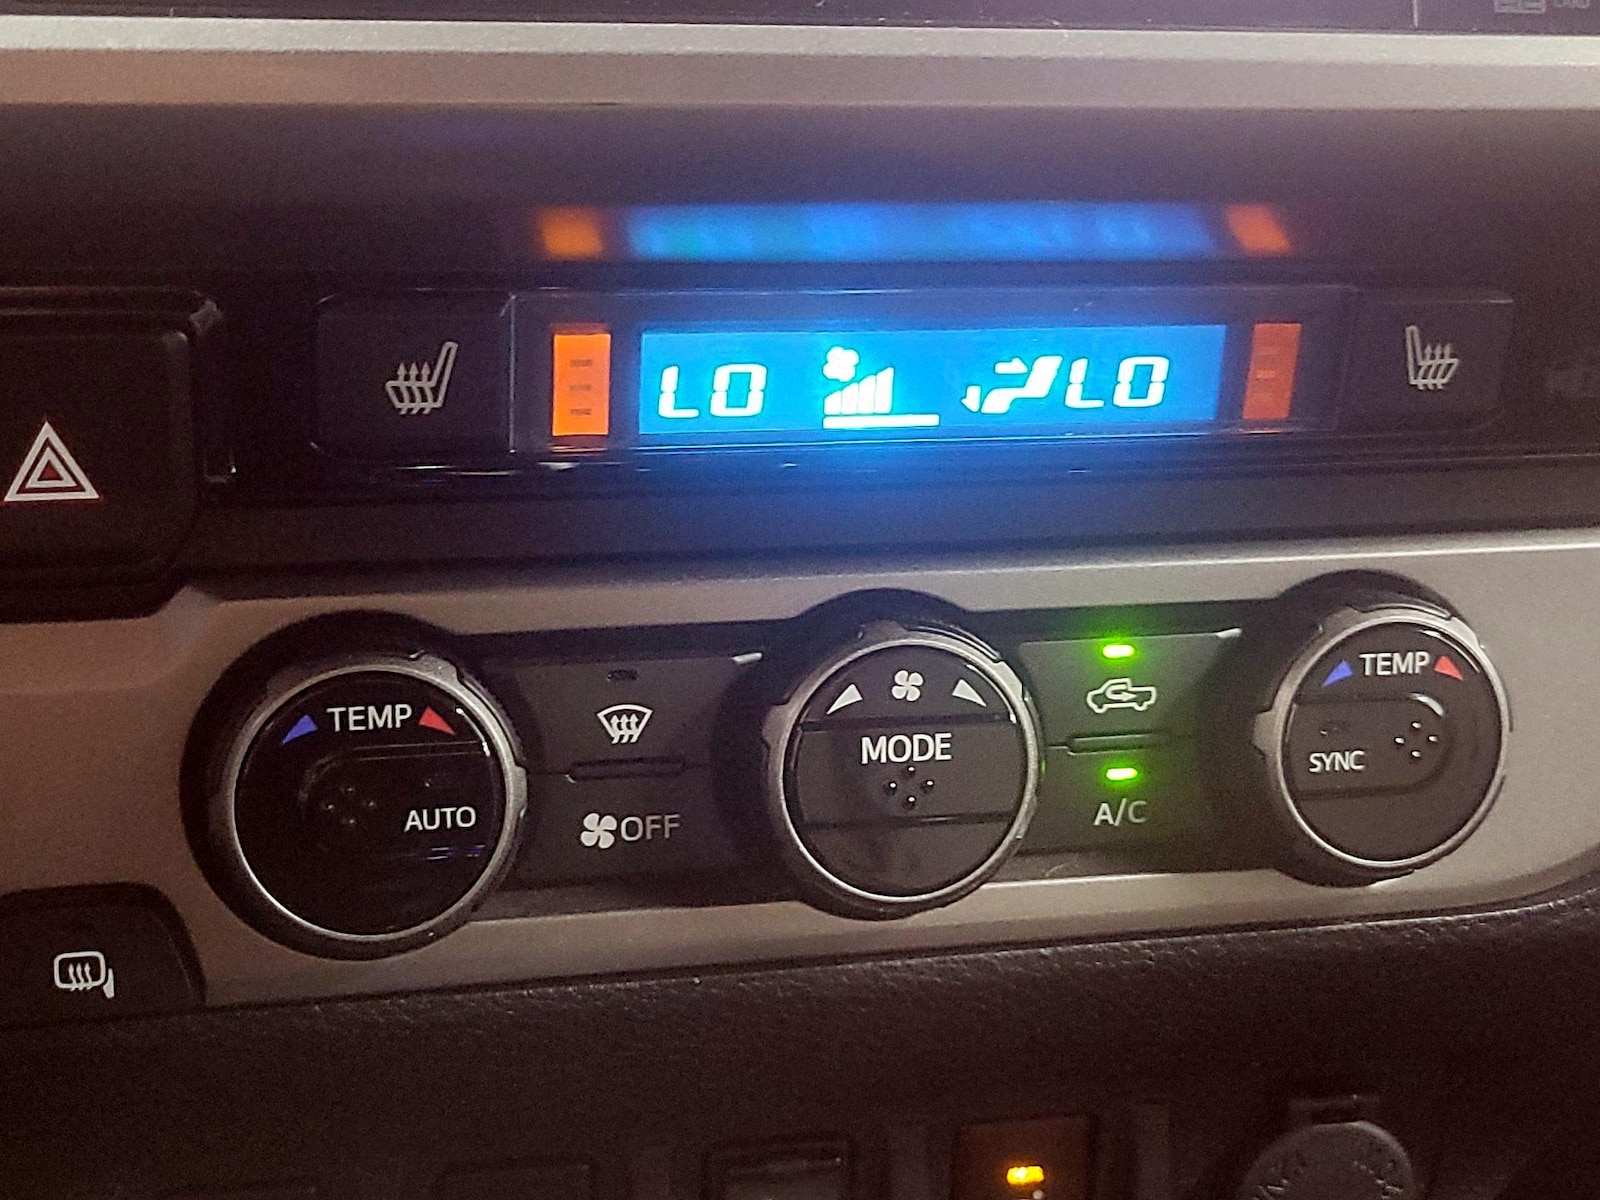 LO LO
TEMP
AUTO
OFF
MODE
A/C
TEMP
SYNC